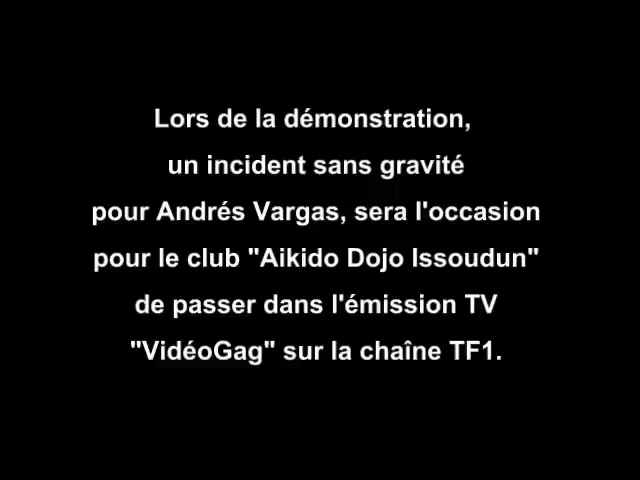 Lors de la démonstration,
un incident sans gravité
pour Andrés Vargas, sera l'occasion
pour le club "Aikido Dojo Issoudun"
de passer dans l'émission TV
"VidéoGag" sur la chaîne TF1.